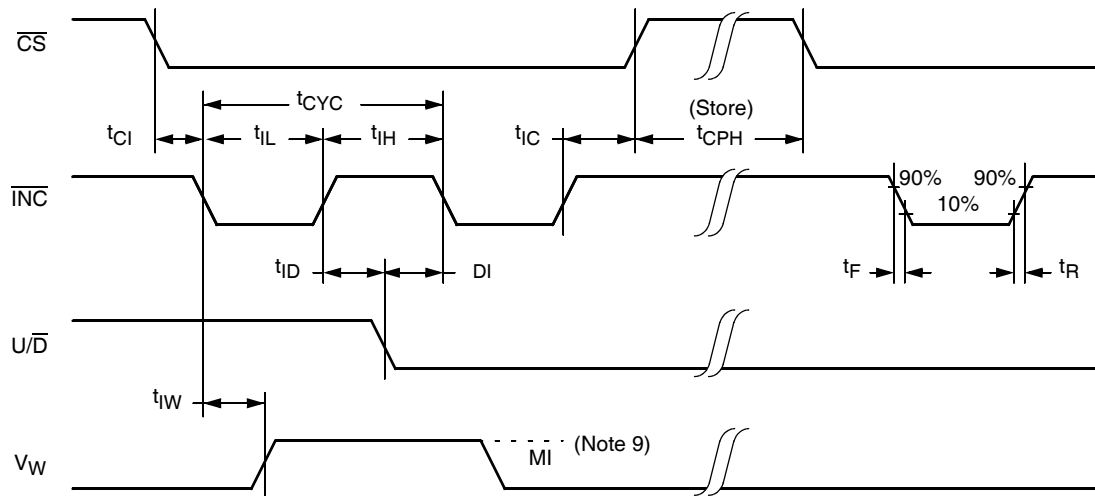 CS
tCYC
(Store)
tCI
tIL
tIH
tIC
tCPH
INC
90%
90%
10%
tID
DI
tF
tR
U/D
tIW
VW
MI
(Note 9)